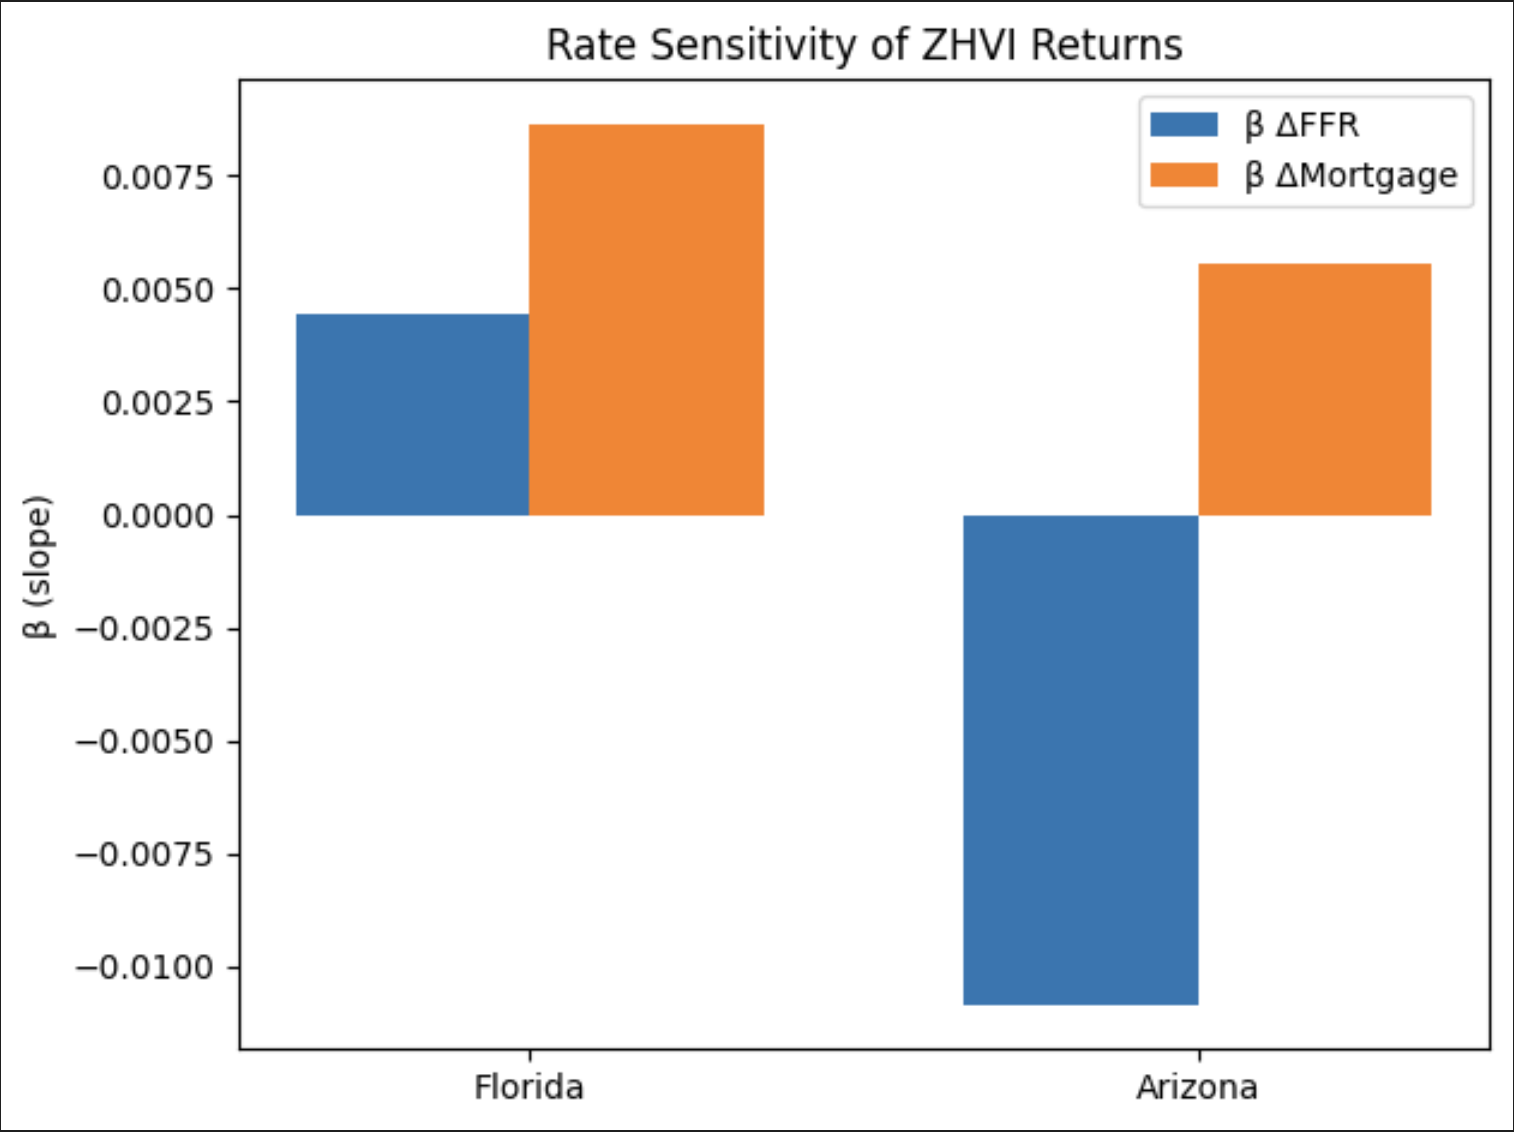 Rate Sensitivity of ZHVI Returns
β ΔFFR
β ΔMortgage
0.0075
0.0050
0.0025
0.0000
−0.0025
−0.0050
−0.0075
−0.0100
β (slope)
Florida
Arizona